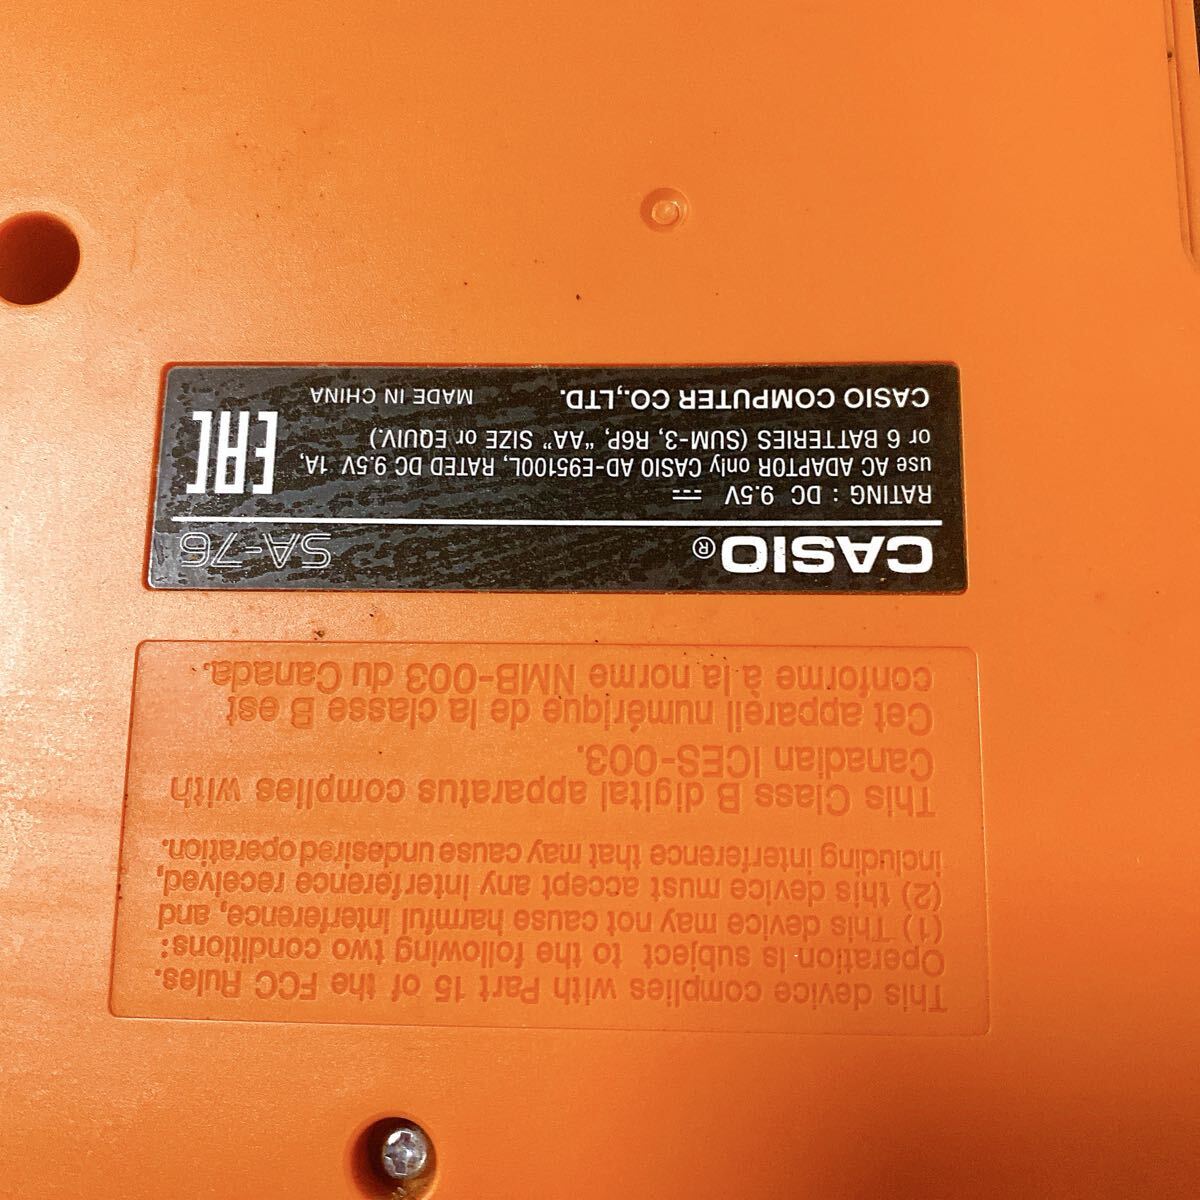 This device complies with Part 15 of the FCC Rules.
Operation is subject to the following two conditions:
(1) This device may not cause harmful interference, and
(2) this device must accept any interference received,
including interference that may cause undesired operation.
This Class B digital apparatus complies with
Canadian ICES-003.
Cet appareil numérique de la classe B est
conforme à la norme NMB-003 du Canada.
CASIO® SA-76
RATING : DC 9.5V ⎓
use AC ADAPTOR only CASIO AD-E95100L, RATED DC 9.5V 1A,
or 6 BATTERIES (SUM-3, R6P, “AA” SIZE or EQUIV.)
EAC
CASIO COMPUTER CO.,LTD. MADE IN CHINA